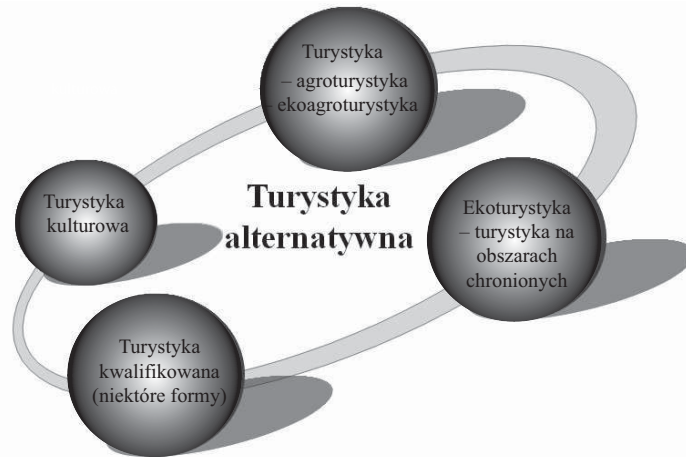 Turystyka
– agroturystyka
– ekoagroturystyka
Turystyka
kulturowa
Turystyka
alternatywna
Ekoturystyka
– turystyka na
obszarach
chronionych
Turystyka
kwalifikowana
(niektóre formy)